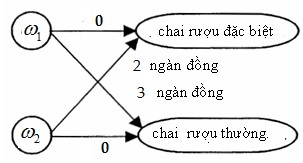 0
ω₁
. chai rượu đặc biệt
2 ngàn đồng
3 ngàn đồng
ω₂
chai rượu thường.
0